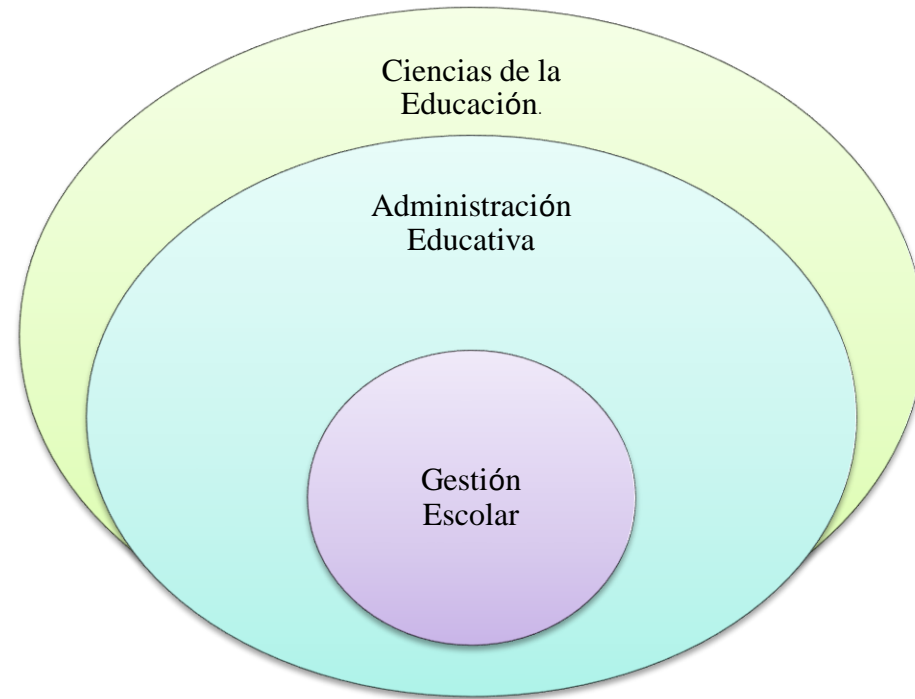 Ciencias de la
Educación.
Administración
Educativa
Gestión
Escolar